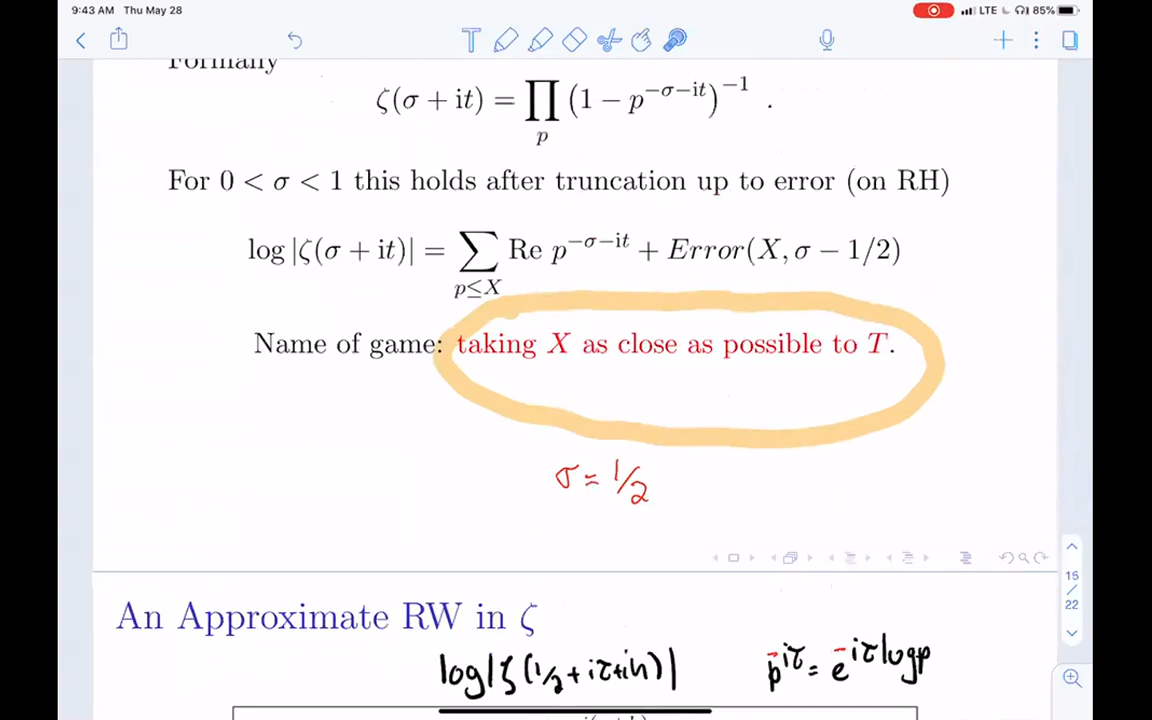 9:43 AM Thu May 28
LTE 85%
Formally
ζ(σ + it) = ∏_p (1 − p^{−σ−it})^{−1} .
For 0 < σ < 1 this holds after truncation up to error (on RH)
log |ζ(σ + it)| = ∑_{p≤X} Re p^{−σ−it} + Error(X, σ − 1/2)
Name of game: taking X as close as possible to T.
σ = 1/2
15
/
22
An Approximate RW in ζ
log|ζ(1/2 + iτ + ih)| p^{-iτ} = e^{-iτ log p}